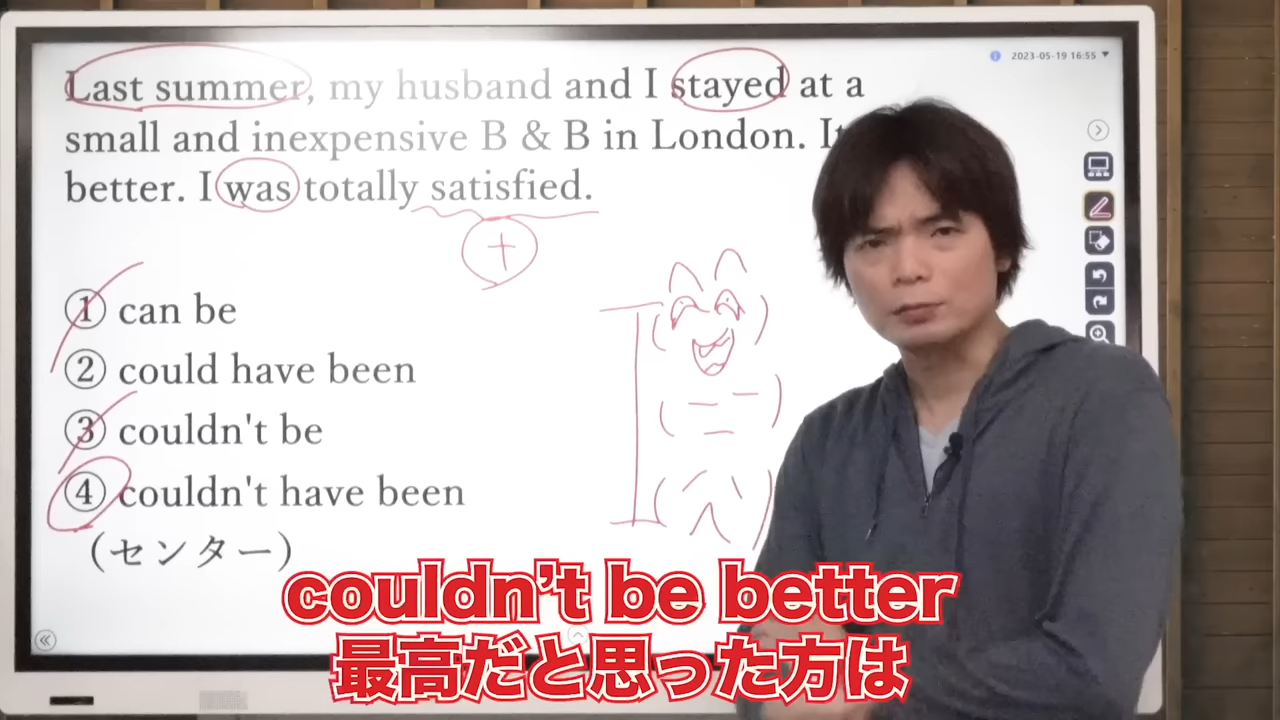 2023-05-19 16:55
Last summer, my husband and I stayed at a
small and inexpensive B & B in London. It
better. I was totally satisfied.
+
① can be
② could have been
③ couldn't be
④ couldn't have been
(センター)
couldn't be better
最高だと思った方は